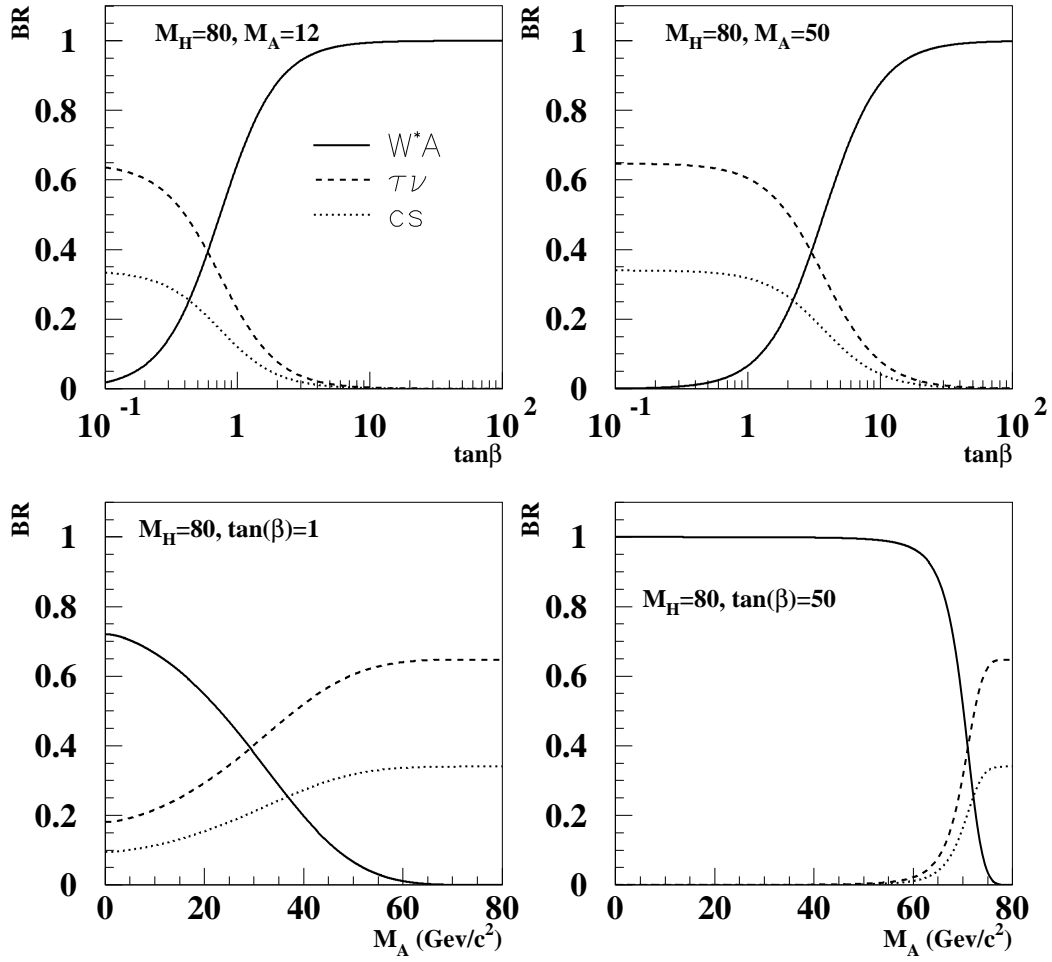 BR
M_H=80, M_A=12
1
0.8
0.6
0.4
0.2
0
W*A
τν
cs
10^-1 1 10 10^2
tanβ
BR
M_H=80, M_A=50
1
0.8
0.6
0.4
0.2
0
10^-1 1 10 10^2
tanβ
BR
M_H=80, tan(β)=1
1
0.8
0.6
0.4
0.2
0
0 20 40 60 80
M_A (Gev/c^2)
BR
M_H=80, tan(β)=50
1
0.8
0.6
0.4
0.2
0
0 20 40 60 80
M_A (Gev/c^2)